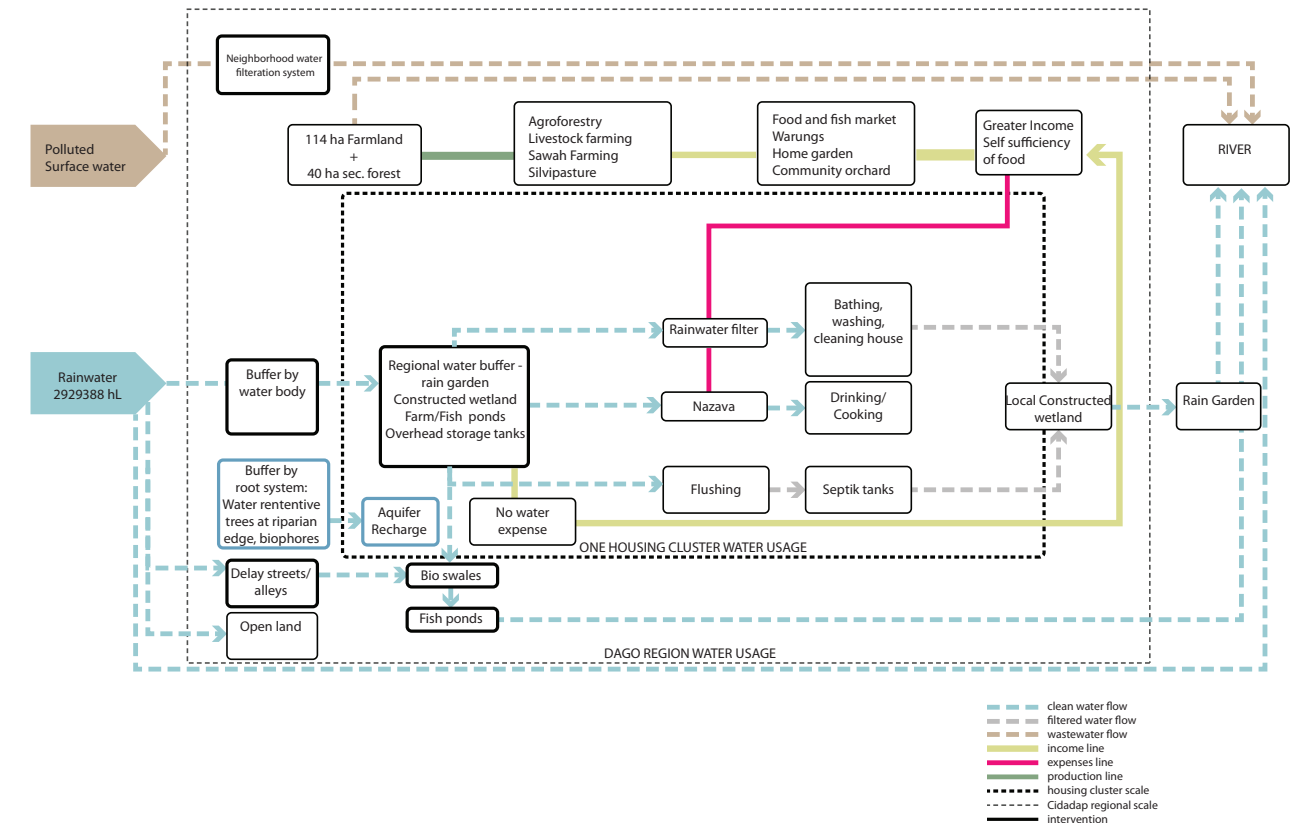 Neighborhood water
filteration system
Polluted
Surface water
114 ha Farmland
+
40 ha sec. forest
Agroforestry
Livestock farming
Sawah Farming
Silvipasture
Food and fish market
Warungs
Home garden
Community orchard
Greater Income
Self sufficiency
of food
RIVER
Rainwater
2929388 hL
Buffer by
water body
Regional water buffer -
rain garden
Constructed wetland
Farm/Fish ponds
Overhead storage tanks
Rainwater filter
Bathing,
washing,
cleaning house
Nazava
Drinking/
Cooking
Local Constructed
wetland
Rain Garden
Buffer by
root system:
Water rententive
trees at riparian
edge, biophores
Aquifer
Recharge
Flushing
Septik tanks
No water
expense
ONE HOUSING CLUSTER WATER USAGE
Delay streets/
alleys
Bio swales
Open land
Fish ponds
DAGO REGION WATER USAGE
clean water flow
filtered water flow
wastewater flow
income line
expenses line
production line
housing cluster scale
Cidadap regional scale
intervention